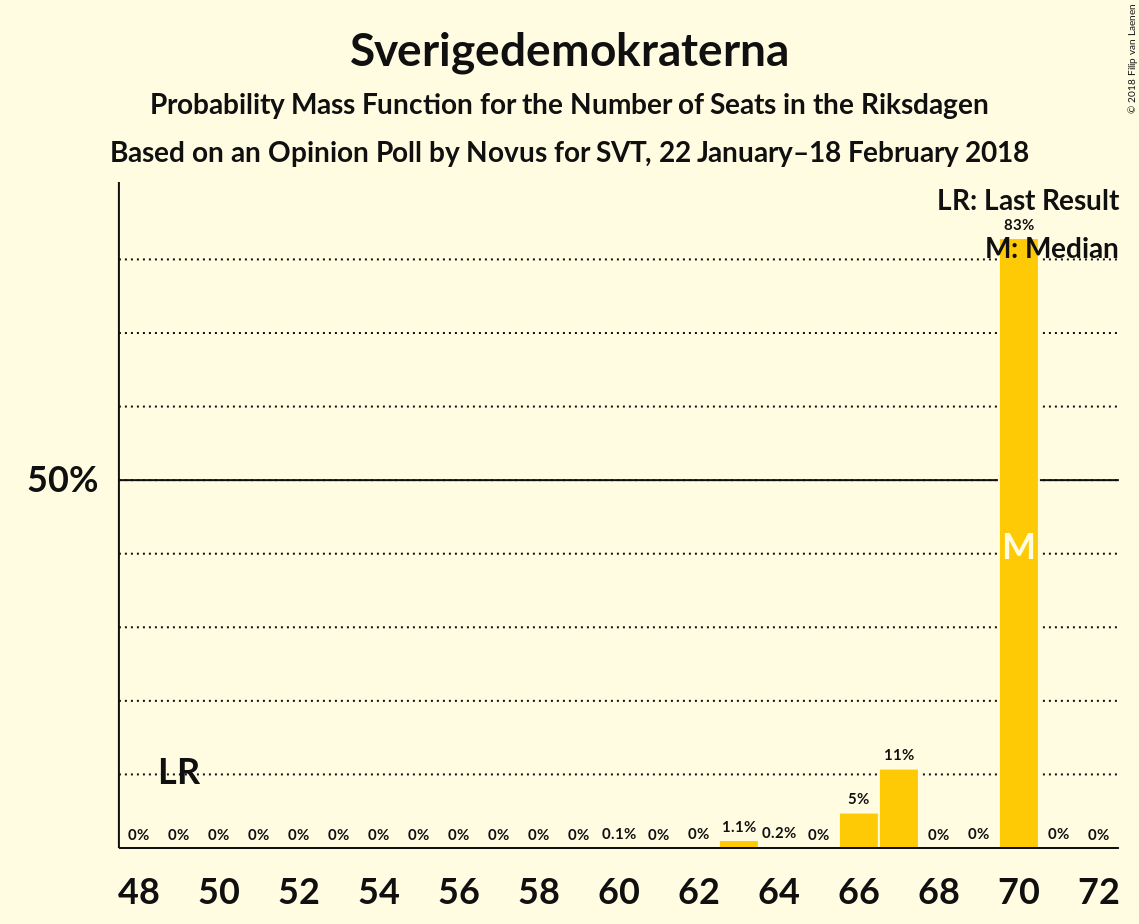 Sverigedemokraterna
Probability Mass Function for the Number of Seats in the Riksdagen
Based on an Opinion Poll by Novus for SVT, 22 January–18 February 2018
© 2018 Filip van Laenen
LR: Last Result
83%
M: Median
50%
M
LR
11%
5%
0% 0% 0% 0% 0% 0% 0% 0% 0% 0% 0% 0% 0.1% 0% 0% 1.1% 0.2% 0% 0% 0% 0% 0%
48 50 52 54 56 58 60 62 64 66 68 70 72